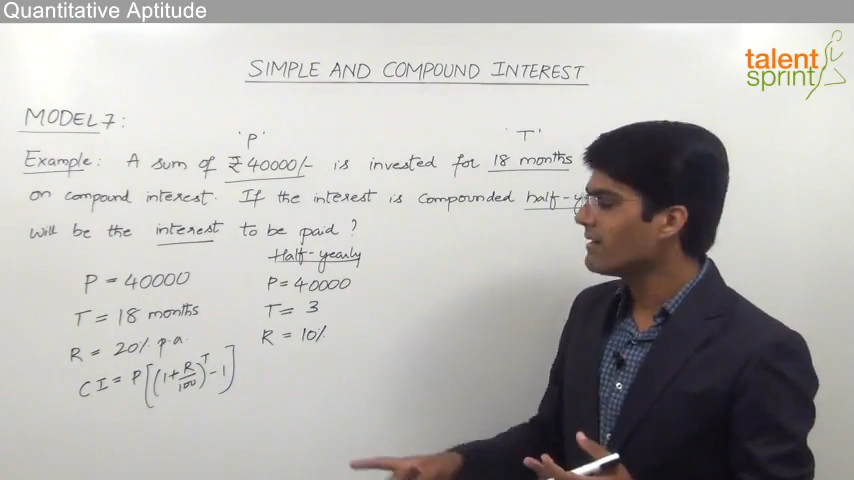 Quantitative Aptitude
talent
sprint
SIMPLE AND COMPOUND INTEREST
MODEL 7:
'P' 'T'
Example: A sum of ₹ 40000/- is invested for 18 months
on compound interest. If the interest is compounded half-y
will be the interest to be paid?
Half-yearly
P = 40000
T = 18 months
R = 20% p.a.
CI = P[(1+R/100)^T - 1]
P = 40000
T = 3
R = 10%